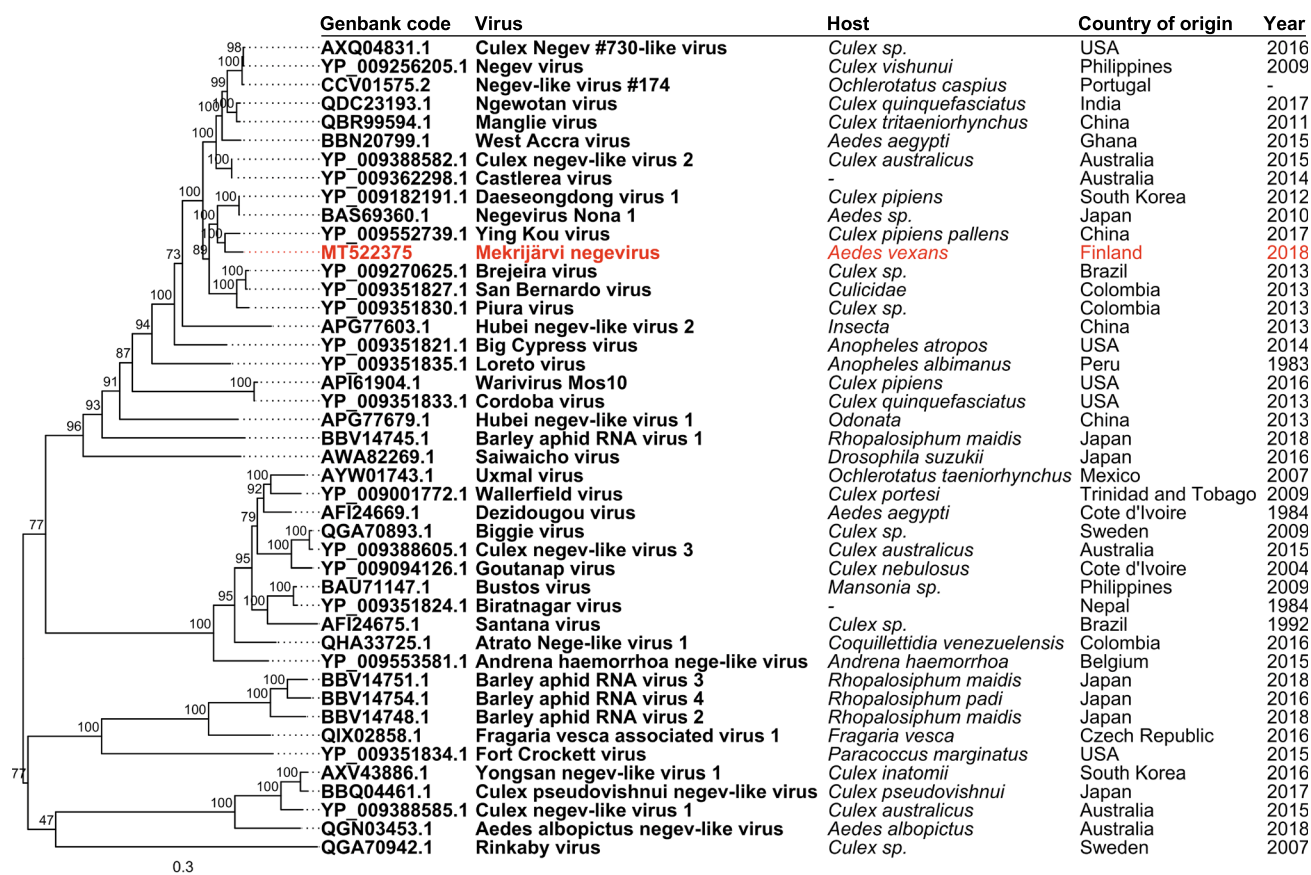 Genbank code Virus Host Country of origin Year
98 AXQ04831.1 Culex Negev #730-like virus Culex sp. USA 2016
100 YP_009256205.1 Negev virus Culex vishunui Philippines 2009
99 CCV01575.2 Negev-like virus #174 Ochlerotatus caspius Portugal -
100 100 QDC23193.1 Ngewotan virus Culex quinquefasciatus India 2017
QBR99594.1 Manglie virus Culex tritaeniorhynchus China 2011
100 BBN20799.1 West Accra virus Aedes aegypti Ghana 2015
100 YP_009388582.1 Culex negev-like virus 2 Culex australicus Australia 2015
YP_009362298.1 Castlerea virus - Australia 2014
100 100 YP_009182191.1 Daeseongdong virus 1 Culex pipiens South Korea 2012
100 BAS69360.1 Negevirus Nona 1 Aedes sp. Japan 2010
100 YP_009552739.1 Ying Kou virus Culex pipiens pallens China 2017
73 89 MT522375 Mekrijärvi negevirus Aedes vexans Finland 2018
100 YP_009270625.1 Brejeira virus Culex sp. Brazil 2013
100 YP_009351827.1 San Bernardo virus Culicidae Colombia 2013
100 YP_009351830.1 Piura virus Culex sp. Colombia 2013
94 APG77603.1 Hubei negev-like virus 2 Insecta China 2013
87 YP_009351821.1 Big Cypress virus Anopheles atropos USA 2014
YP_009351835.1 Loreto virus Anopheles albimanus Peru 1983
91 100 API61904.1 Warivirus Mos10 Culex pipiens USA 2016
93 YP_009351833.1 Cordoba virus Culex quinquefasciatus USA 2013
96 APG77679.1 Hubei negev-like virus 1 Odonata China 2013
BBV14745.1 Barley aphid RNA virus 1 Rhopalosiphum maidis Japan 2018
AWA82269.1 Saiwaicho virus Drosophila suzukii Japan 2016
100 AYW01743.1 Uxmal virus Ochlerotatus taeniorhynchus Mexico 2007
92 YP_009001772.1 Wallerfield virus Culex portesi Trinidad and Tobago 2009
79 AFI24669.1 Dezidougou virus Aedes aegypti Cote d'Ivoire 1984
77 100 QGA70893.1 Biggie virus Culex sp. Sweden 2009
100 YP_009388605.1 Culex negev-like virus 3 Culex australicus Australia 2015
95 YP_009094126.1 Goutanap virus Culex nebulosus Cote d'Ivoire 2004
100 BAU71147.1 Bustos virus Mansonia sp. Philippines 2009
95 100 YP_009351824.1 Biratnagar virus - Nepal 1984
100 AFI24675.1 Santana virus Culex sp. Brazil 1992
QHA33725.1 Atrato Nege-like virus 1 Coquillettidia venezuelensis Colombia 2016
YP_009553581.1 Andrena haemorrhoa nege-like virus Andrena haemorrhoa Belgium 2015
100 BBV14751.1 Barley aphid RNA virus 3 Rhopalosiphum maidis Japan 2018
100 BBV14754.1 Barley aphid RNA virus 4 Rhopalosiphum padi Japan 2016
100 BBV14748.1 Barley aphid RNA virus 2 Rhopalosiphum maidis Japan 2018
100 QIX02858.1 Fragaria vesca associated virus 1 Fragaria vesca Czech Republic 2016
YP_009351834.1 Fort Crockett virus Paracoccus marginatus USA 2015
77 100 AXV43886.1 Yongsan negev-like virus 1 Culex inatomii South Korea 2016
100 BBQ04461.1 Culex pseudovishnui negev-like virus Culex pseudovishnui Japan 2017
100 YP_009388585.1 Culex negev-like virus 1 Culex australicus Australia 2015
47 QGN03453.1 Aedes albopictus negev-like virus Aedes albopictus Australia 2018
QGA70942.1 Rinkaby virus Culex sp. Sweden 2007
0.3